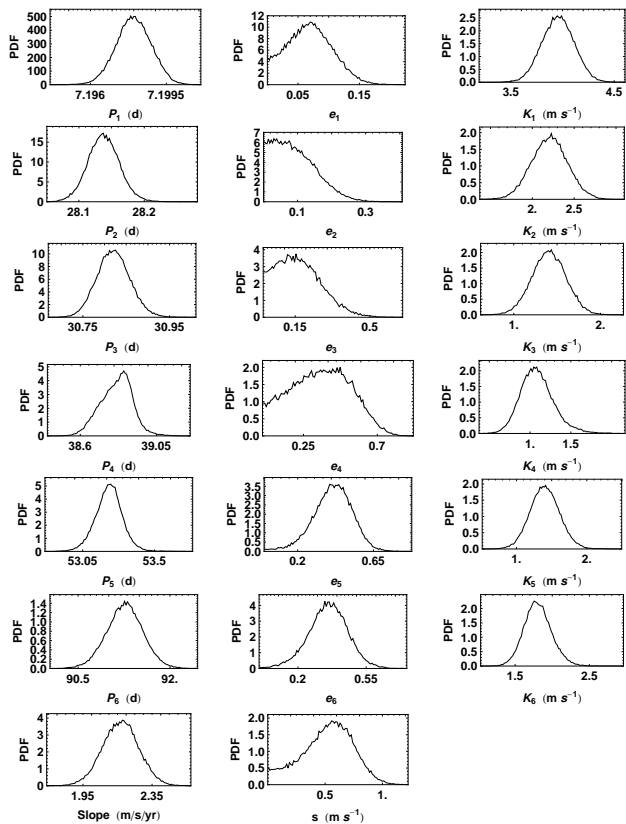 PDF 500 400 300 200 100 0 7.196 7.1995 P1 (d)
PDF 12 10 8 6 4 2 0 0.05 0.15 e1
PDF 2.5 2.0 1.5 1.0 0.5 0.0 3.5 4.5 K1 (m s−1)
PDF 15 10 5 0 28.1 28.2 P2 (d)
PDF 7 6 5 4 3 2 1 0 0.1 0.3 e2
PDF 2.0 1.5 1.0 0.5 0.0 2. 2.5 K2 (m s−1)
PDF 10 8 6 4 2 0 30.75 30.95 P3 (d)
PDF 4 3 2 1 0 0.15 0.5 e3
PDF 2.0 1.5 1.0 0.5 0.0 1. 2. K3 (m s−1)
PDF 5 4 3 2 1 0 38.6 39.05 P4 (d)
PDF 2.0 1.5 1.0 0.5 0.0 0.25 0.7 e4
PDF 2.0 1.5 1.0 0.5 0.0 1. 1.5 K4 (m s−1)
PDF 5 4 3 2 1 0 53.05 53.5 P5 (d)
PDF 3.5 3.0 2.5 2.0 1.5 1.0 0.5 0.0 0.2 0.65 e5
PDF 2.0 1.5 1.0 0.5 0.0 1. 2. K5 (m s−1)
PDF 1.4 1.2 1.0 0.8 0.6 0.4 0.2 0.0 90.5 92. P6 (d)
PDF 4 3 2 1 0 0.2 0.55 e6
PDF 2.0 1.5 1.0 0.5 0.0 1.5 2.5 K6 (m s−1)
PDF 4 3 2 1 0 1.95 2.35 Slope (m/s/yr)
PDF 2.0 1.5 1.0 0.5 0.0 0.5 1. s (m s−1)